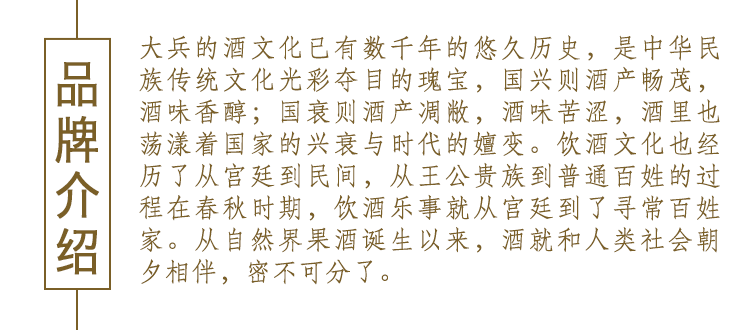 品牌介绍
大兵的酒文化已有数千年的悠久历史，是中华民
族传统文化光彩夺目的瑰宝，国兴则酒产畅茂，
酒味香醇；国衰则酒产凋敝，酒味苦涩，酒里也
荡漾着国家的兴衰与时代的嬗变。饮酒文化也经
历了从宫廷到民间，从王公贵族到普通百姓的过
程在春秋时期，饮酒乐事就从宫廷到了寻常百姓
家。从自然界果酒诞生以来，酒就和人类社会朝
夕相伴，密不可分了。